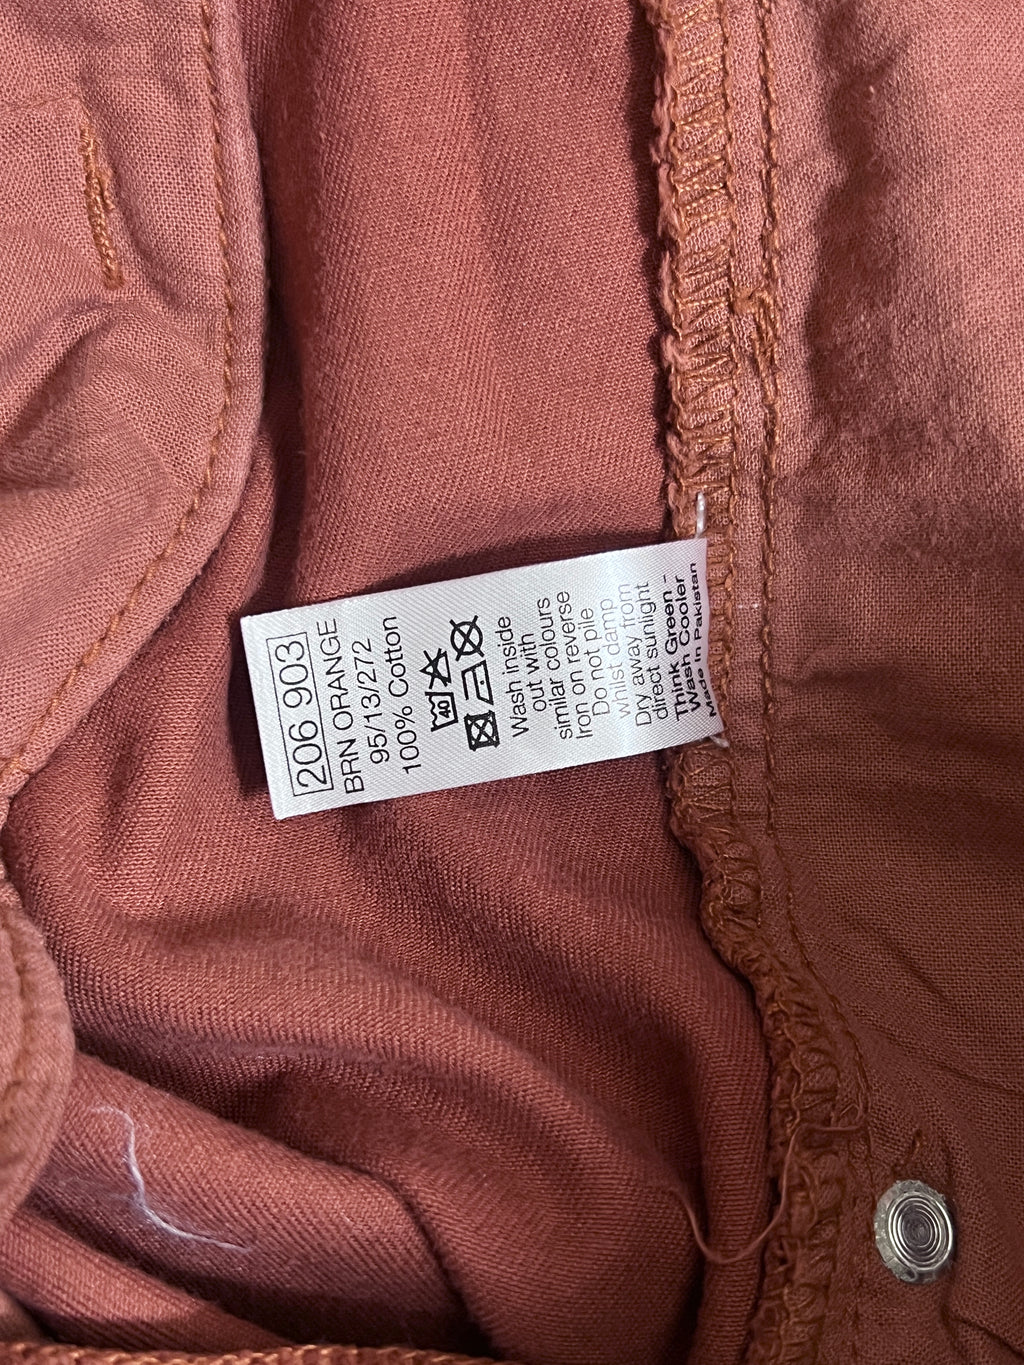 206 903
BRN ORANGE
95/13/272
100% Cotton
40
Wash inside
out with
similar colours
Iron on reverse
Do not pile
whilst damp
Dry away from
direct sunlight
Think Green -
Wash Cooler
Made in Pakistan